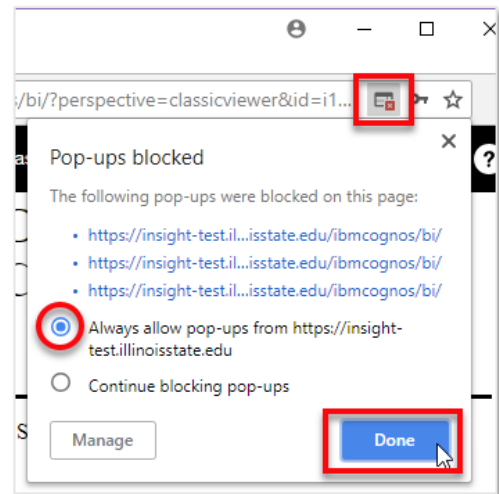 s/bi/?perspective=classicviewer&id=i1...
as
?
Pop-ups blocked
The following pop-ups were blocked on this page:
• https://insight-test.il...isstate.edu/ibmcognos/bi/
• https://insight-test.il...isstate.edu/ibmcognos/bi/
• https://insight-test.il...isstate.edu/ibmcognos/bi/
Always allow pop-ups from https://insight-
test.illinoisstate.edu
Continue blocking pop-ups
S
Manage Done